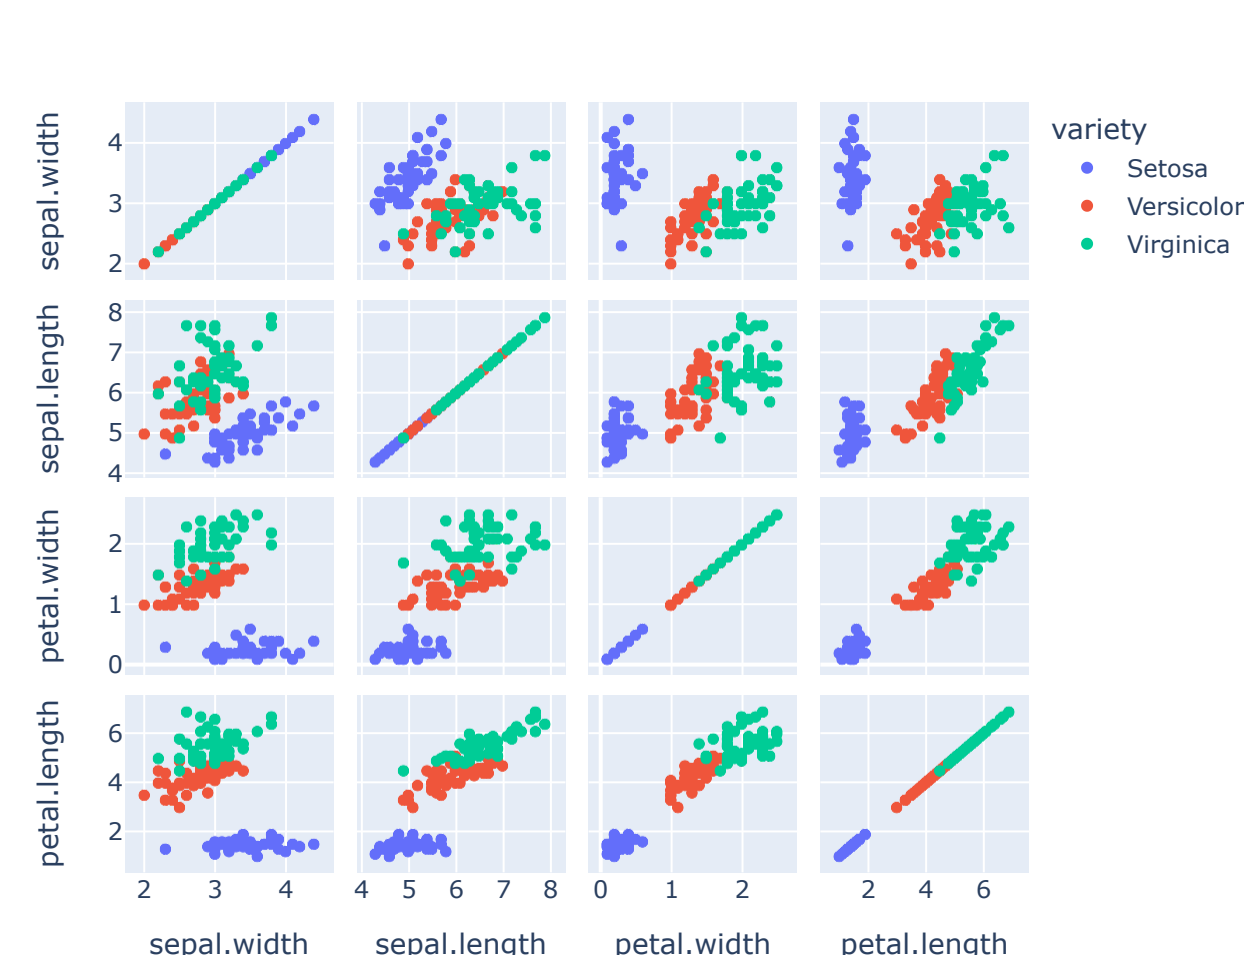 sepal.width
4
3
2
sepal.length
8
7
6
5
4
petal.width
2
1
0
petal.length
6
4
2
2 3 4
4 5 6 7 8
0 1 2
2 4 6
sepal.width
sepal.length
petal.width
petal.length
variety
Setosa
Versicolor
Virginica